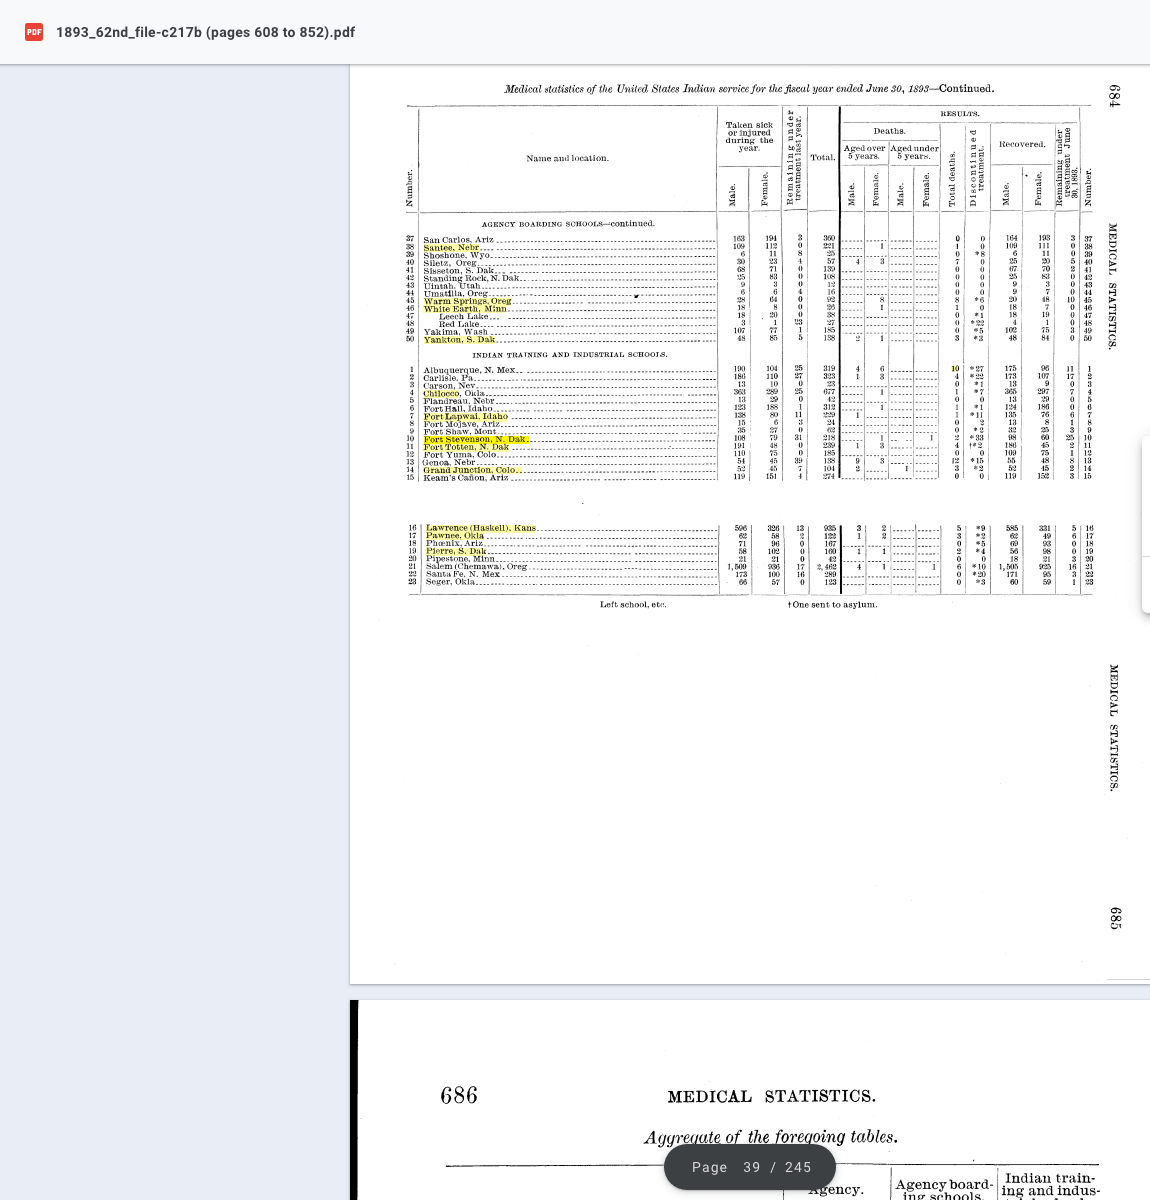 PDF 1893_62nd_file-c217b (pages 608 to 852).pdf
Medical statistics of the United States Indian service for the fiscal year ended June 30, 1893—Continued.
684
Number.
Name and location.
Taken sick or injured during the year.
Male.
Female.
Remaining under treatment last year.
Total.
RESULTS.
Deaths.
Aged over 5 years.
Aged under 5 years.
Male.
Female.
Male.
Female.
Total deaths.
Discontinued treatment.
Recovered.
Male.
Female.
Remaining under treatment June 30, 1893.
Number.
AGENCY BOARDING SCHOOLS—continued.
37 San Carlos, Ariz 163 194 3 360 0 0 164 193 3 37
38 Santee, Nebr 109 112 0 221 1 1 0 109 111 0 38
39 Shoshone, Wyo 6 11 8 25 0 *8 6 11 0 39
40 Siletz, Oreg 30 23 4 57 4 3 7 0 25 20 5 40
41 Sisseton, S. Dak 68 71 0 139 0 0 67 70 2 41
42 Standing Rock, N. Dak 25 83 0 108 0 0 25 83 0 42
43 Uintah, Utah 9 3 0 12 0 0 9 3 0 43
44 Umatilla, Oreg 6 6 4 16 0 0 9 7 0 44
45 Warm Springs, Oreg 28 64 0 92 8 8 *6 20 48 10 45
46 White Earth, Minn 18 8 0 26 1 1 0 18 7 0 46
47 Leech Lake 18 20 0 38 0 *1 18 19 0 47
48 Red Lake 3 1 23 27 0 *22 4 1 0 48
49 Yakima, Wash 107 77 1 185 0 *5 102 75 3 49
50 Yankton, S. Dak 48 85 5 138 2 1 3 *3 48 84 0 50
INDIAN TRAINING AND INDUSTRIAL SCHOOLS.
1 Albuquerque, N. Mex 190 104 25 319 4 6 10 *27 175 96 11 1
2 Carlisle, Pa 186 110 27 323 1 3 4 *22 173 107 17 2
3 Carson, Nev 13 10 0 23 0 *1 13 9 0 3
4 Chilocco, Okla 363 289 25 677 1 1 *7 365 297 7 4
5 Flandreau, Nebr 13 29 0 42 0 0 13 29 0 5
6 Fort Hall, Idaho 123 188 1 312 1 1 *1 124 186 0 6
7 Fort Lapwai, Idaho 138 80 11 229 1 1 *11 135 76 6 7
8 Fort Mojave, Ariz 15 6 3 24 0 2 13 8 1 8
9 Fort Shaw, Mont 35 27 0 62 0 *2 32 25 3 9
10 Fort Stevenson, N. Dak. 108 79 31 218 1 1 2 *33 98 60 25 10
11 Fort Totten, N. Dak 191 48 0 239 1 3 4 †*2 186 45 2 11
12 Fort Yuma, Colo 110 75 0 185 0 0 109 75 1 12
13 Genoa, Nebr 54 45 39 138 9 3 12 *15 55 48 8 13
14 Grand Junction, Colo 52 45 7 104 2 1 3 *2 52 45 2 14
15 Keam's Cañon, Ariz 119 151 4 274 0 0 119 152 3 15
16 Lawrence (Haskell), Kans 596 326 13 935 3 2 5 *9 585 331 5 16
17 Pawnee, Okla 62 58 2 122 1 2 3 *2 62 49 6 17
18 Phœnix, Ariz 71 96 0 167 0 *5 69 93 0 18
19 Pierre, S. Dak 58 102 0 160 1 1 2 *4 56 98 0 19
20 Pipestone, Minn 21 21 0 42 0 0 18 21 3 20
21 Salem (Chemawa), Oreg 1,509 936 17 2,462 4 1 1 6 *10 1,505 925 16 21
22 Santa Fe, N. Mex 173 100 16 289 0 *20 171 95 3 22
23 Seger, Okla 66 57 0 123 0 *3 60 59 1 23
Left school, etc. †One sent to asylum.
MEDICAL STATISTICS.
MEDICAL STATISTICS.
685
686 MEDICAL STATISTICS.
Aggregate of the foregoing tables.
Page 39 / 245
Agency.
Agency board-
ing schools.
Indian train-
ing and indus-